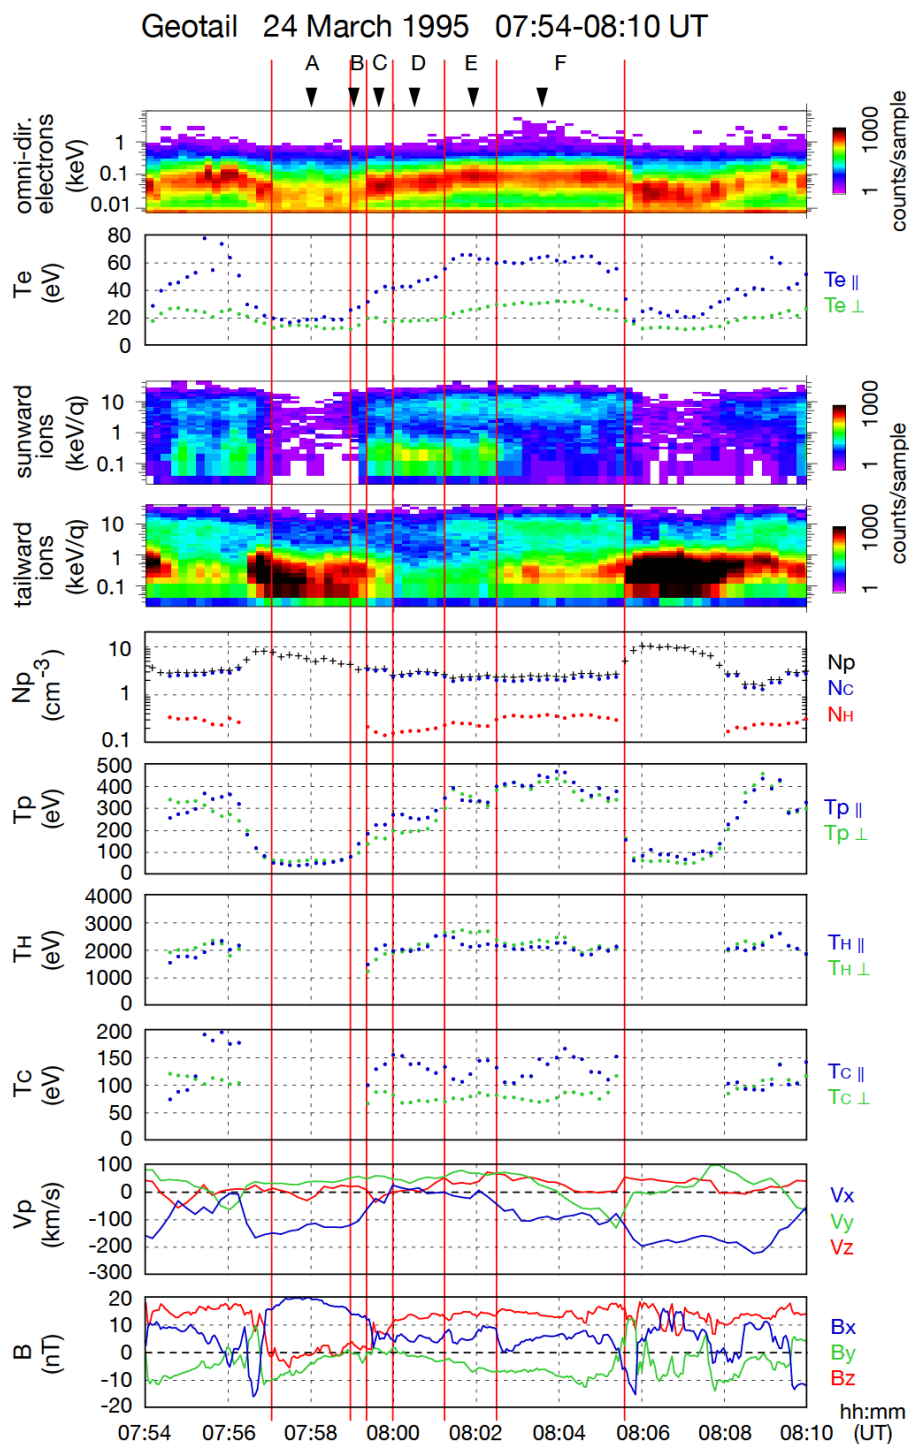 Geotail 24 March 1995 07:54-08:10 UT
A B C D E F
omni-dir.
electrons
(keV)
1
0.1
0.01
1000
1
counts/sample
Te
(eV)
80
60
40
20
0
Te ∥
Te ⊥
sunward
ions
(keV/q)
10
1
0.1
1000
1
counts/sample
tailward
ions
(keV/q)
10
1
0.1
1000
1
counts/sample
Np
(cm-3)
10
1
0.1
Np
NC
NH
Tp
(eV)
500
400
300
200
100
0
Tp ∥
Tp ⊥
TH
(eV)
4000
3000
2000
1000
0
TH ∥
TH ⊥
TC
(eV)
200
150
100
50
0
TC ∥
TC ⊥
Vp
(km/s)
100
0
-100
-200
-300
Vx
Vy
Vz
B
(nT)
20
10
0
-10
-20
Bx
By
Bz
hh:mm
07:54 07:56 07:58 08:00 08:02 08:04 08:06 08:08 08:10 (UT)